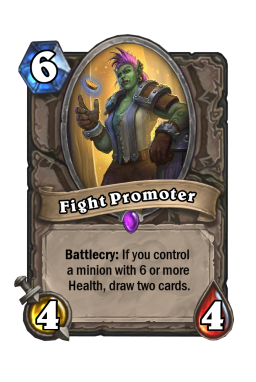 6
Fight Promoter
Battlecry: If you control
a minion with 6 or more
Health, draw two cards.
4 4